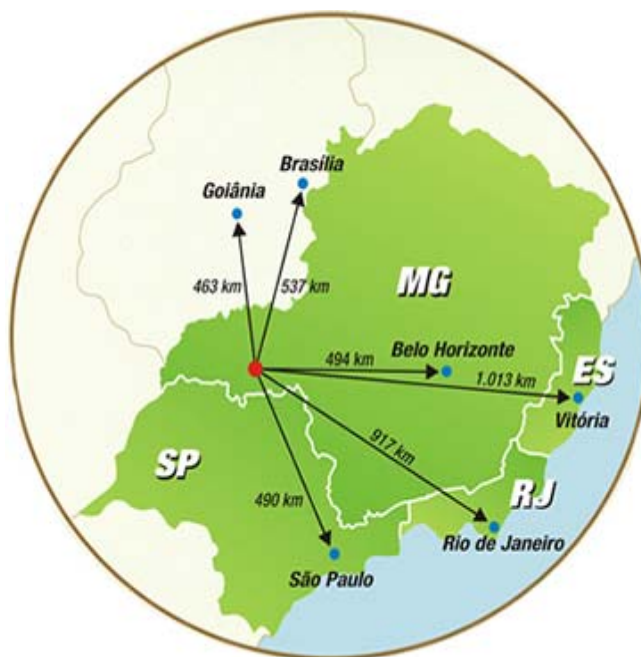 Brasília
Goiânia
463 km
537 km
MG
Belo Horizonte
494 km
1.013 km
ES
Vitória
917 km
SP
490 km
RJ
Rio de Janeiro
São Paulo